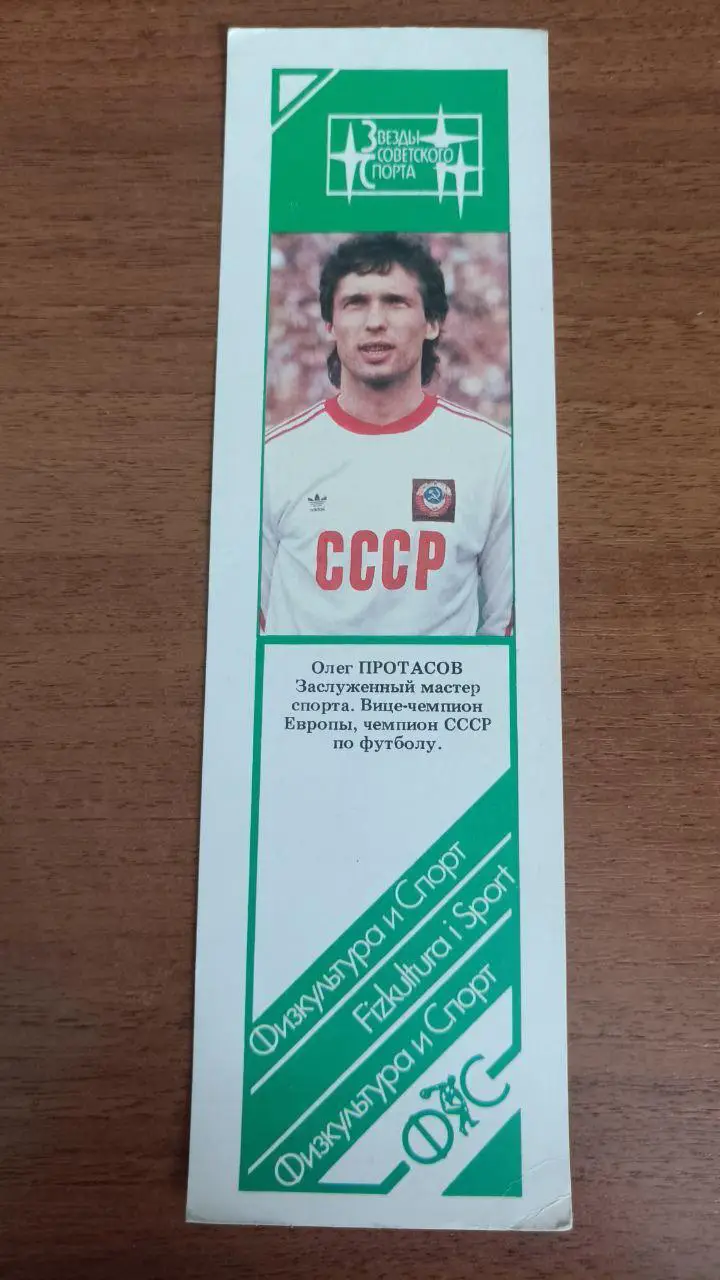 ЗВЕЗДЫ
СОВЕТСКОГО
СПОРТА
adidas
СССР
Олег ПРОТАСОВ
Заслуженный мастер
спорта. Вице-чемпион
Европы, чемпион СССР
по футболу.
Физкультура и Спорт
Fizkultura i Sport
Физкультура и Спорт
ФиС